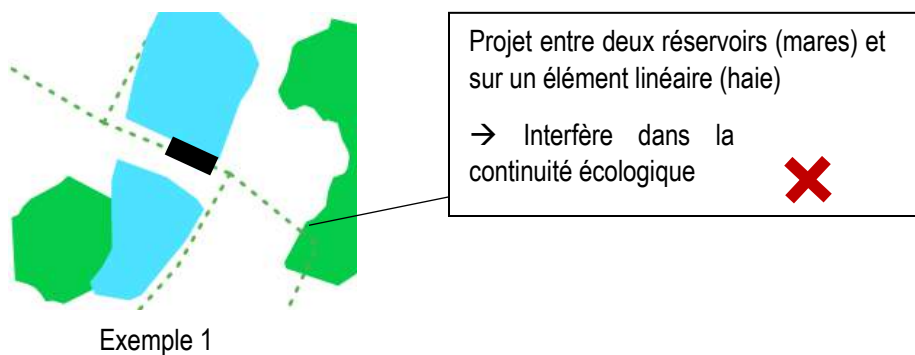 Projet entre deux réservoirs (mares) et
sur un élément linéaire (haie)
→ Interfère dans la
continuité écologique
Exemple 1